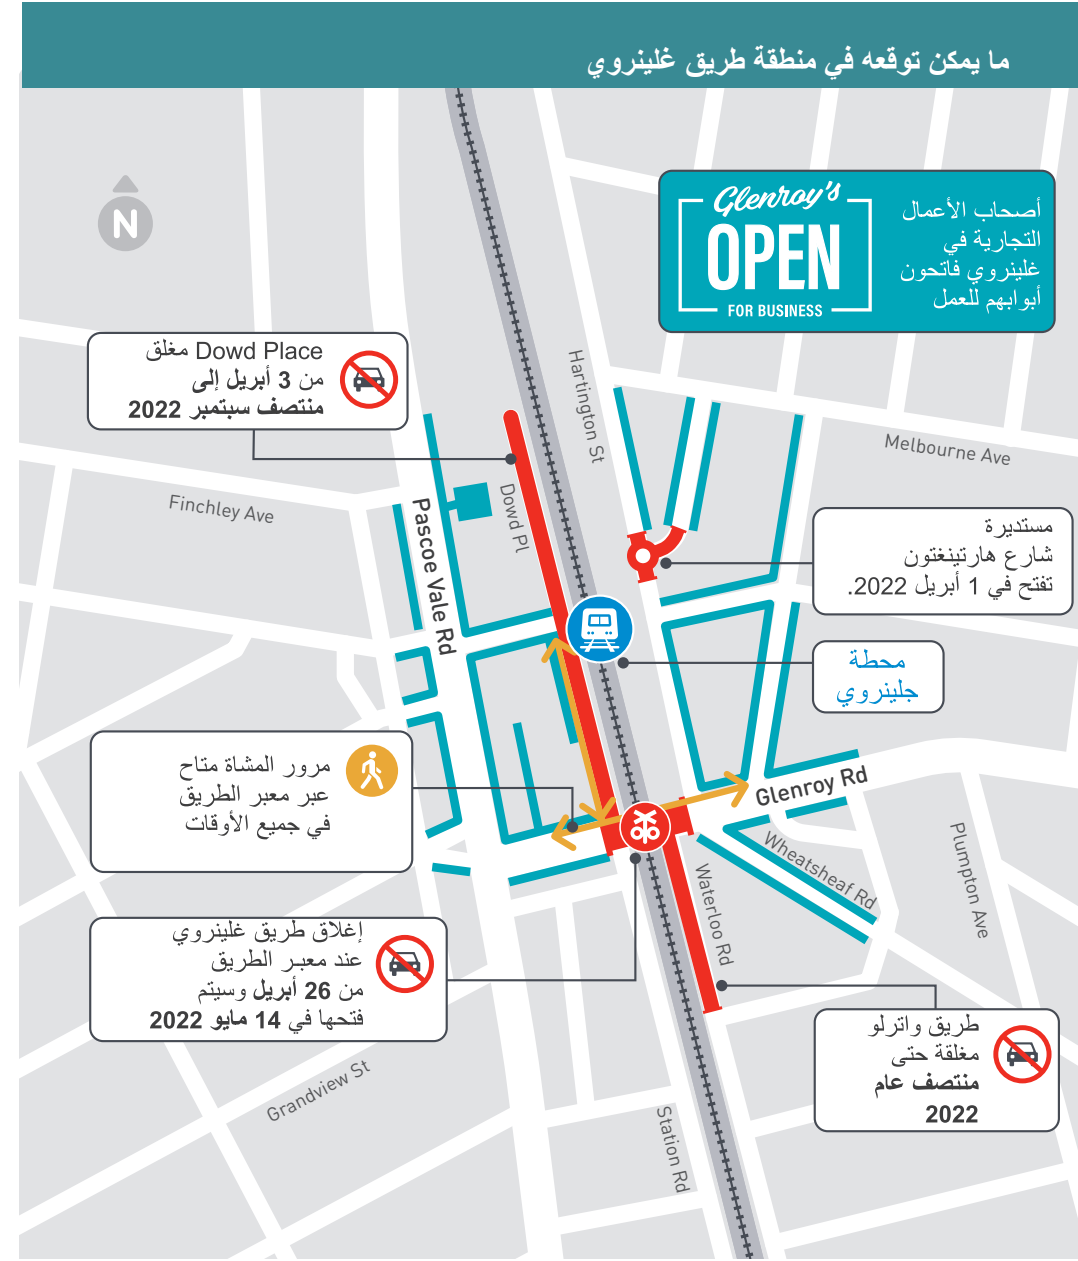 ما يمكن توقعه في منطقة طريق غلينروي
N
Glenroy's
OPEN
FOR BUSINESS
أصحاب الأعمال
التجارية في
غلينروي فاتحون
أبوابهم للعمل
Dowd Place مغلق
من 3 أبريل إلى
منتصف سبتمبر 2022
Hartington St
Melbourne Ave
Finchley Ave
Dowd Pl
Pascoe Vale Rd
مستديرة
شارع هارتينغتون
تفتح في 1 أبريل 2022.
محطة
جلينروي
مرور المشاة متاح
عبر معبر الطريق
في جميع الأوقات
Glenroy Rd
Wheatsheaf Rd
Plumpton Ave
Waterloo Rd
إغلاق طريق غلينروي
عند معبر الطريق
من 26 أبريل وسيتم
فتحها في 14 مايو 2022
طريق واترلو
مغلقة حتى
منتصف عام
2022
Grandview St
Station Rd